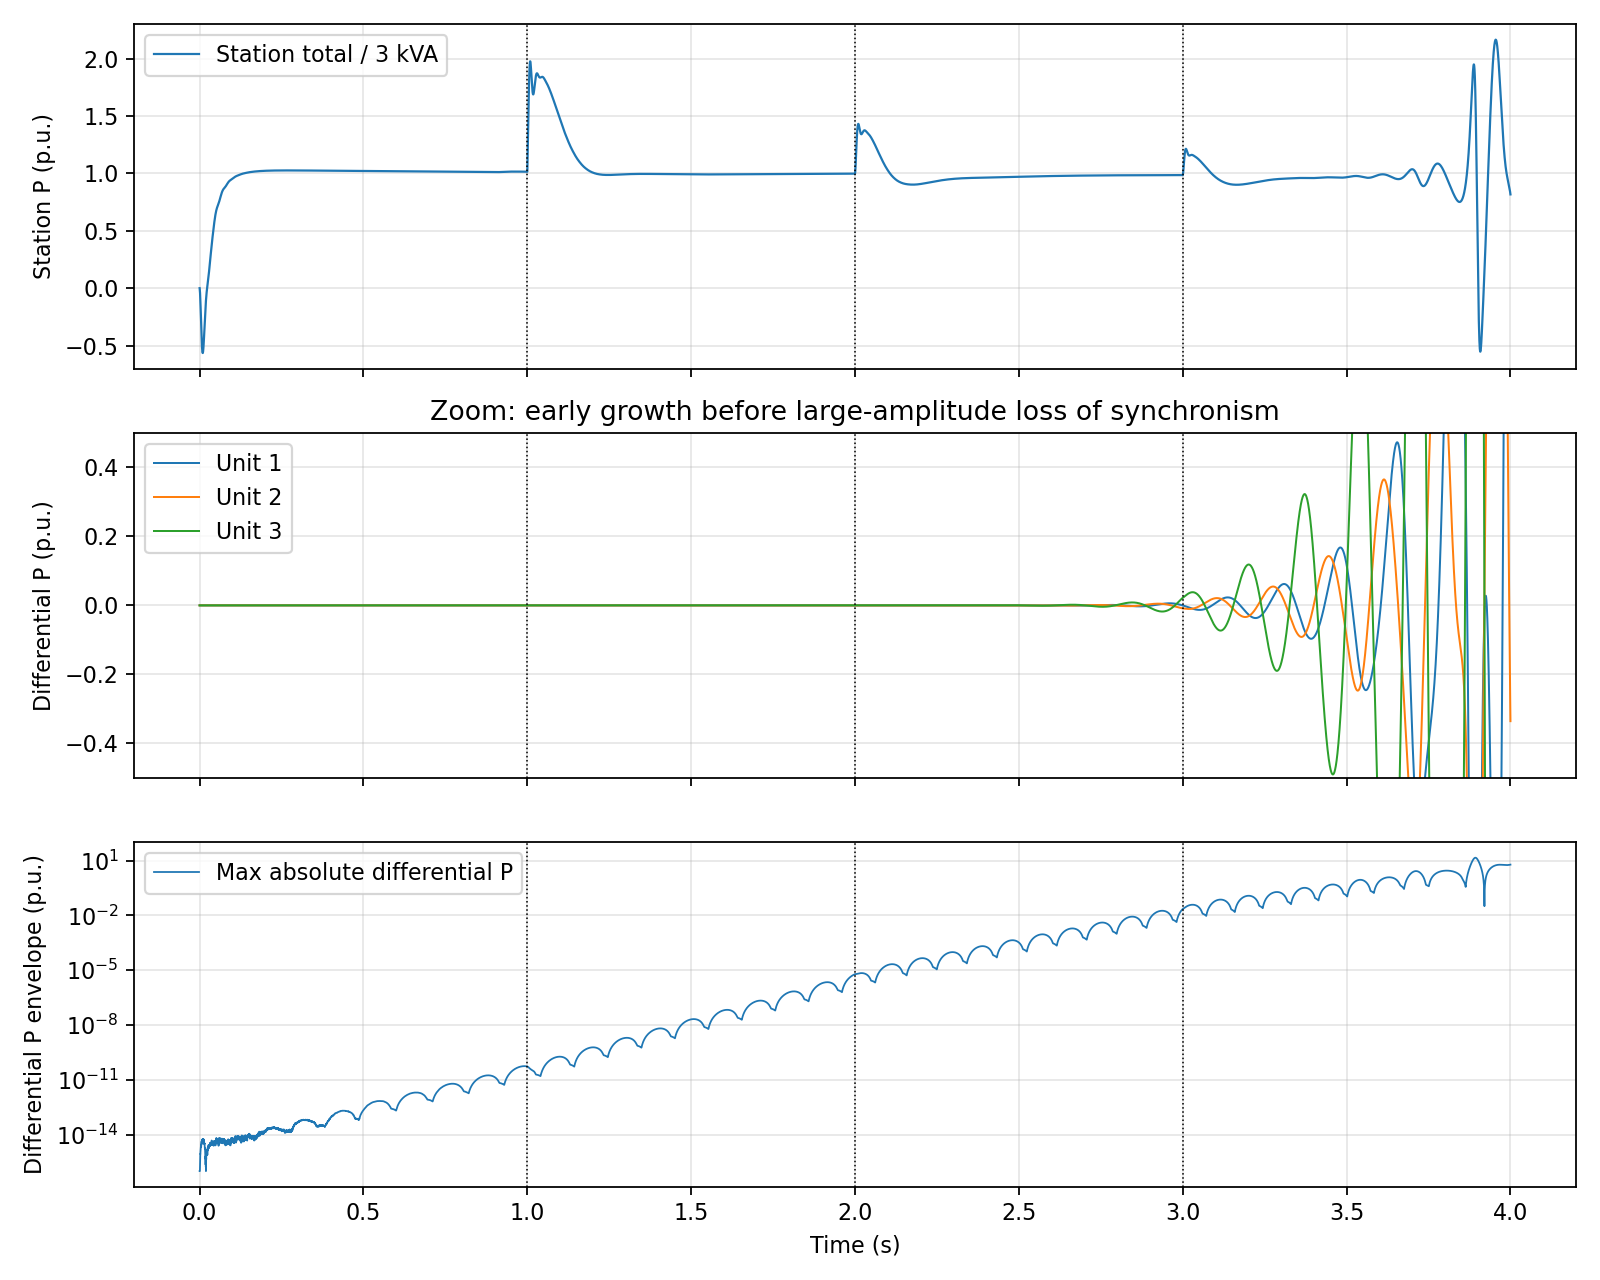 Station P (p.u.)
2.0
1.5
1.0
0.5
0.0
−0.5
Station total / 3 kVA
Zoom: early growth before large-amplitude loss of synchronism
Differential P (p.u.)
0.4
0.2
0.0
−0.2
−0.4
Unit 1
Unit 2
Unit 3
Differential P envelope (p.u.)
10¹
10⁻²
10⁻⁵
10⁻⁸
10⁻¹¹
10⁻¹⁴
Max absolute differential P
0.0 0.5 1.0 1.5 2.0 2.5 3.0 3.5 4.0
Time (s)